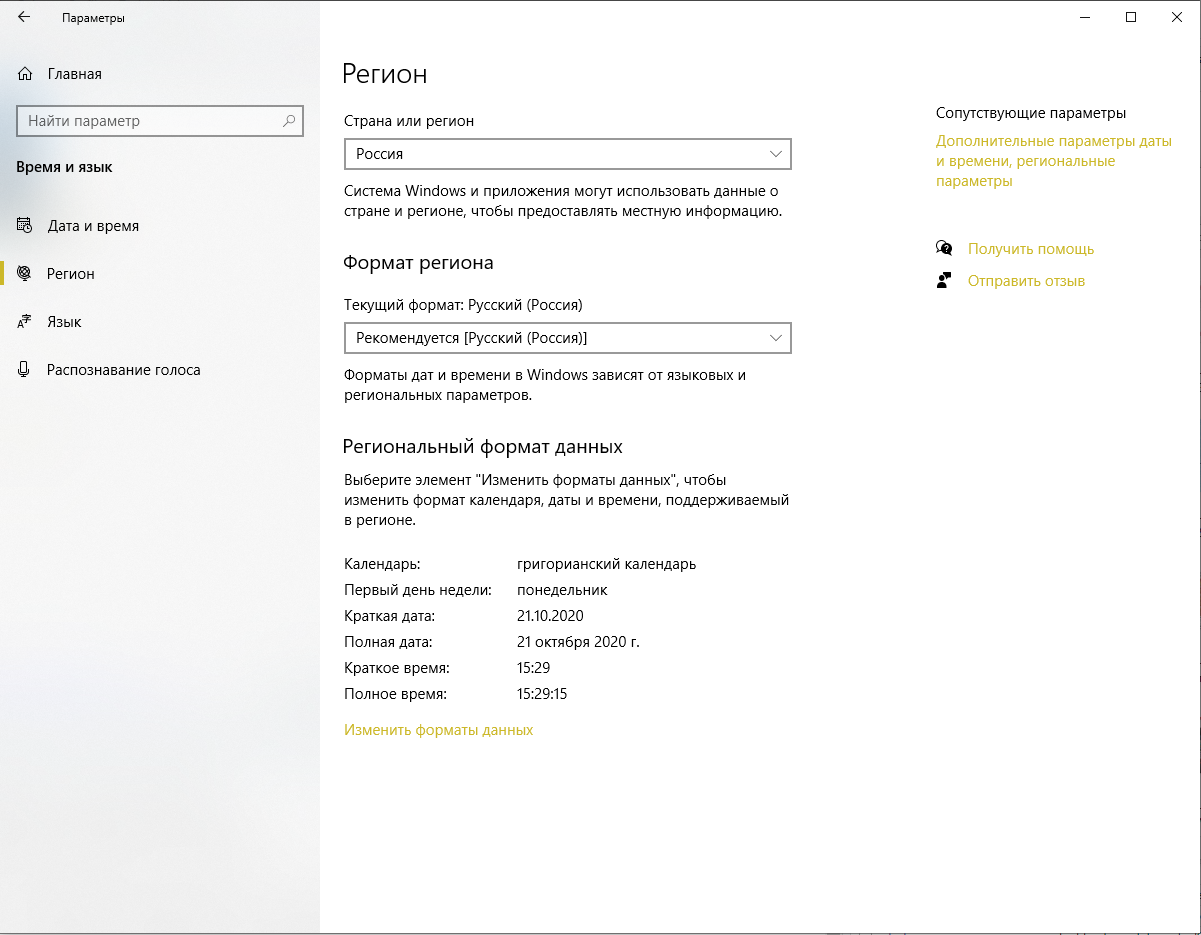 Параметры
Главная
Найти параметр
Время и язык
Дата и время
Регион
Язык
Распознавание голоса
Регион
Страна или регион
Россия
Система Windows и приложения могут использовать данные о
стране и регионе, чтобы предоставлять местную информацию.
Формат региона
Текущий формат: Русский (Россия)
Рекомендуется [Русский (Россия)]
Форматы дат и времени в Windows зависят от языковых и
региональных параметров.
Региональный формат данных
Выберите элемент "Изменить форматы данных", чтобы
изменить формат календаря, даты и времени, поддерживаемый
в регионе.
Календарь: григорианский календарь
Первый день недели: понедельник
Краткая дата: 21.10.2020
Полная дата: 21 октября 2020 г.
Краткое время: 15:29
Полное время: 15:29:15
Изменить форматы данных
Сопутствующие параметры
Дополнительные параметры даты
и времени, региональные
параметры
Получить помощь
Отправить отзыв